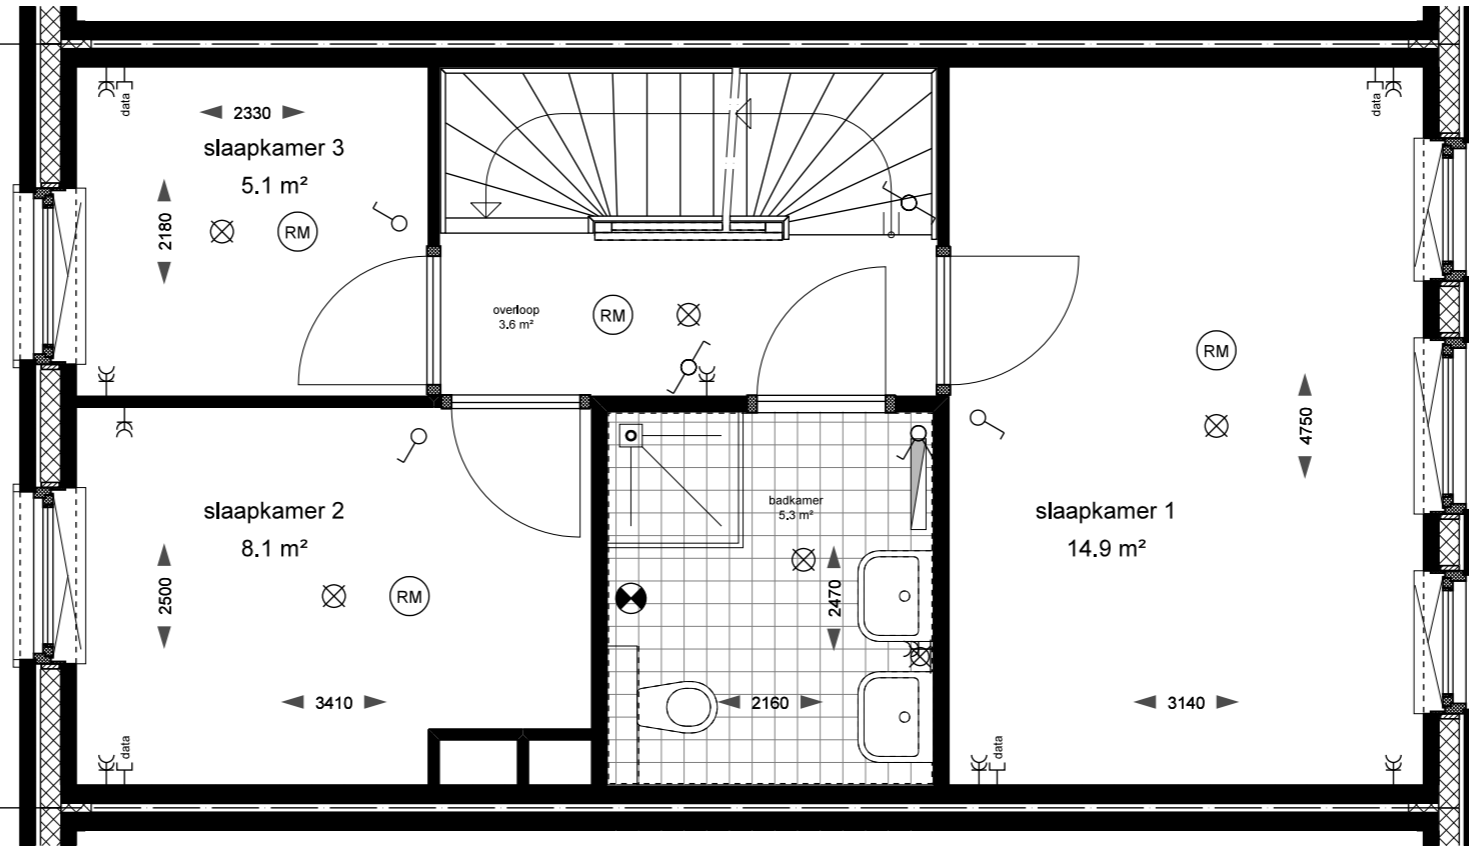 data
2330
slaapkamer 3
5.1 m²
2180
RM
data
overloop
3.6 m²
RM
RM
4750
slaapkamer 2
8.1 m²
2500
RM
3410
data
badkamer
5.3 m²
2470
2160
slaapkamer 1
14.9 m²
3140
data